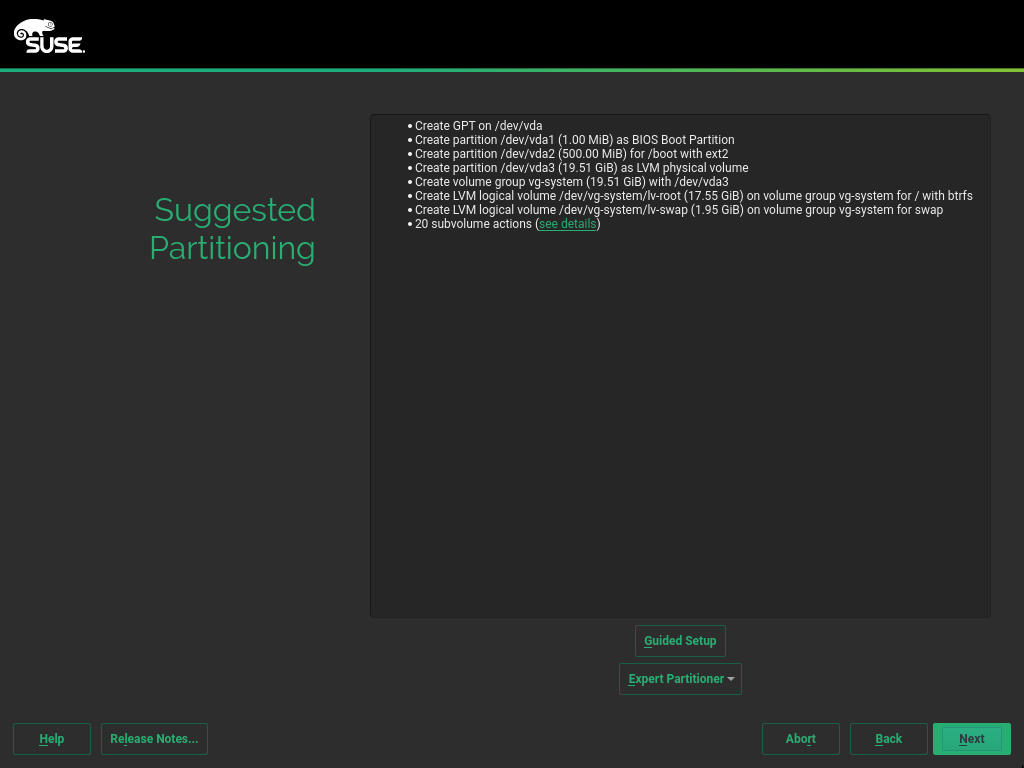 SUSE.
Suggested
Partitioning
• Create GPT on /dev/vda
• Create partition /dev/vda1 (1.00 MiB) as BIOS Boot Partition
• Create partition /dev/vda2 (500.00 MiB) for /boot with ext2
• Create partition /dev/vda3 (19.51 GiB) as LVM physical volume
• Create volume group vg-system (19.51 GiB) with /dev/vda3
• Create LVM logical volume /dev/vg-system/lv-root (17.55 GiB) on volume group vg-system for / with btrfs
• Create LVM logical volume /dev/vg-system/lv-swap (1.95 GiB) on volume group vg-system for swap
• 20 subvolume actions (see details)
Guided Setup
Expert Partitioner
Help
Release Notes...
Abort
Back
Next